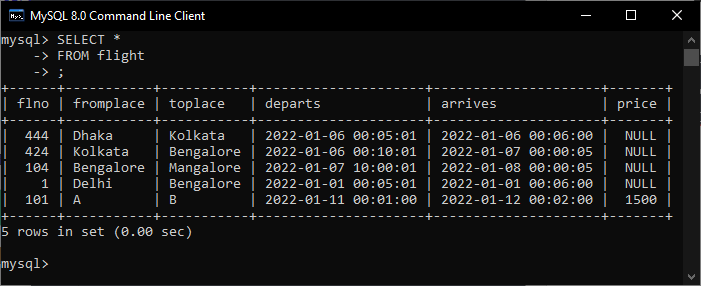 MySQL 8.0 Command Line Client
mysql> SELECT *
    -> FROM flight
    -> ;
+------+-----------+-----------+---------------------+---------------------+-------+
| flno | fromplace | toplace   | departs             | arrives             | price |
+------+-----------+-----------+---------------------+---------------------+-------+
|  444 | Dhaka     | Kolkata   | 2022-01-06 00:05:01 | 2022-01-06 00:06:00 |  NULL |
|  424 | Kolkata   | Bengalore | 2022-01-06 00:10:01 | 2022-01-07 00:00:05 |  NULL |
|  104 | Bengalore | Mangalore | 2022-01-07 10:00:01 | 2022-01-08 00:00:05 |  NULL |
|    1 | Delhi     | Bengalore | 2022-01-01 00:05:01 | 2022-01-01 00:06:00 |  NULL |
|  101 | A         | B         | 2022-01-11 00:01:00 | 2022-01-12 00:02:00 |  1500 |
+------+-----------+-----------+---------------------+---------------------+-------+
5 rows in set (0.00 sec)
mysql>